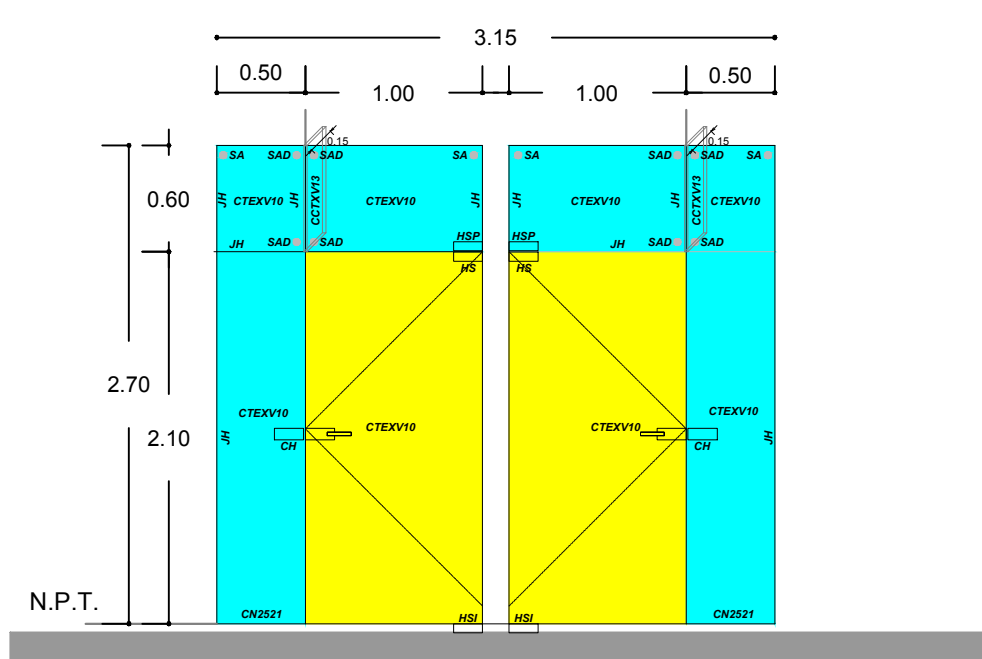 3.15
0.50 1.00 1.00 0.50
0.15 0.15
SA SAD SAD SA SA SAD SAD SA
0.60 JH CTEXV10 JH CCTXV13 CTEXV10 JH JH CTEXV10 CCTXV13 CTEXV10 JH
JH SAD SAD HSP HSP JH SAD SAD
HS HS
2.70
2.10 JH CTEXV10 CTEXV10 CTEXV10 CTEXV10 JH
CH CH
N.P.T.
CN2521 HSI HSI CN2521